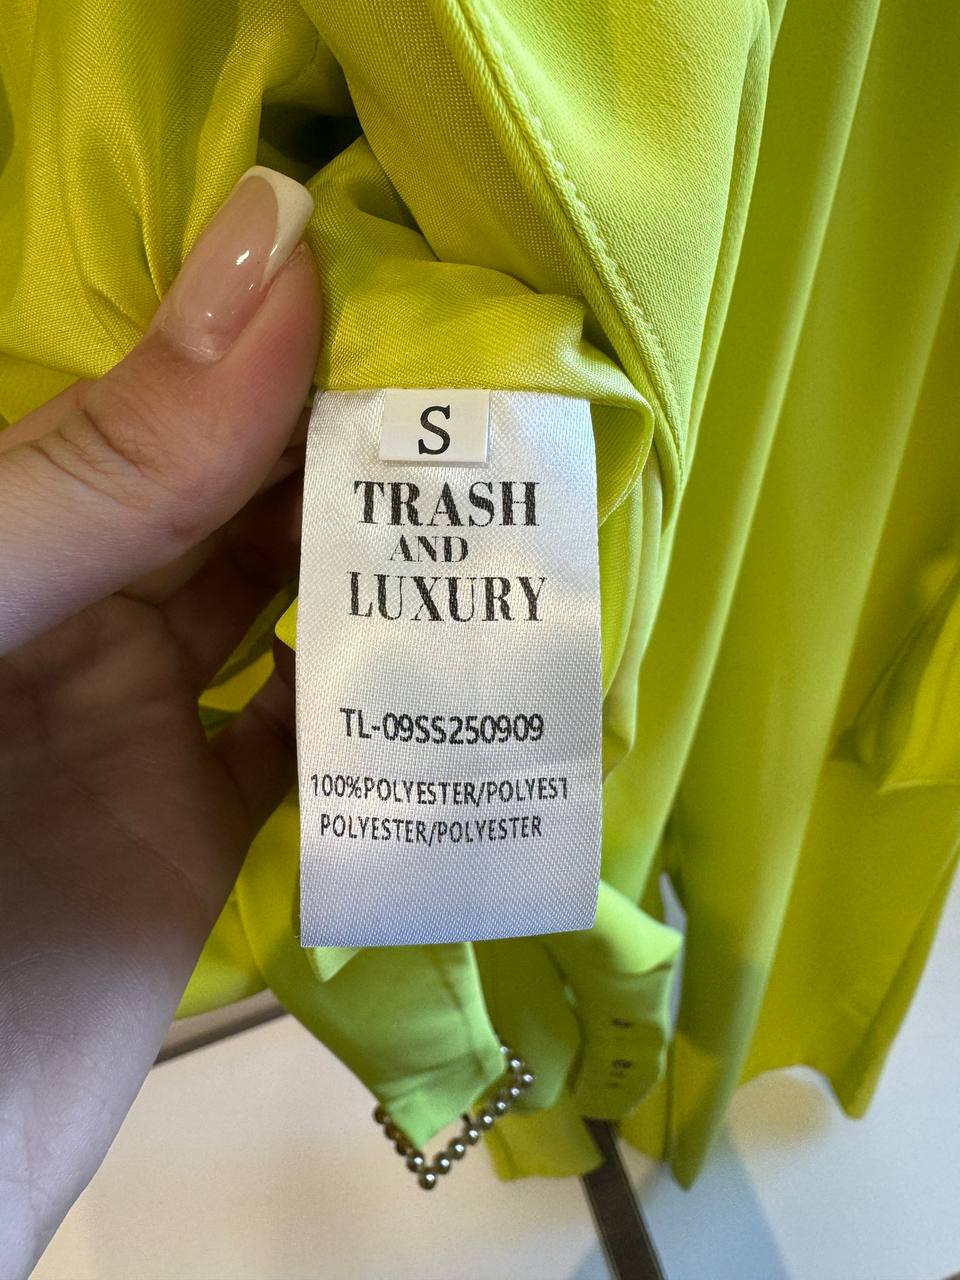 S
TRASH
AND
LUXURY
TL-09SS250909
100%POLYESTER/POLYEST
POLYESTER/POLYESTER